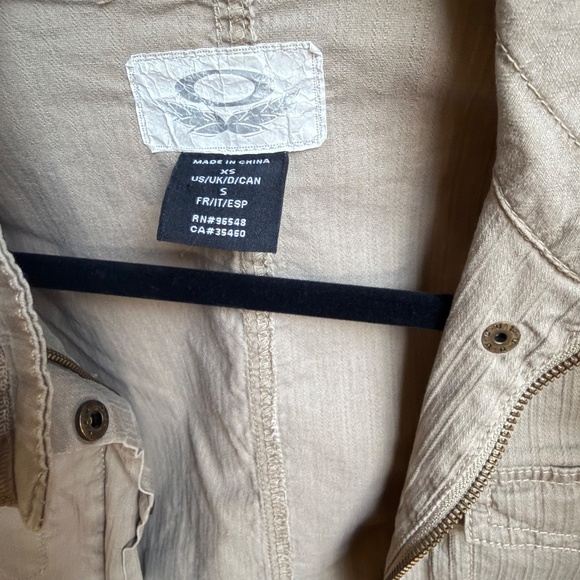 MADE IN CHINA
XS
US/UK/D/CAN
S
FR/IT/ESP
RN#96548
CA#35460